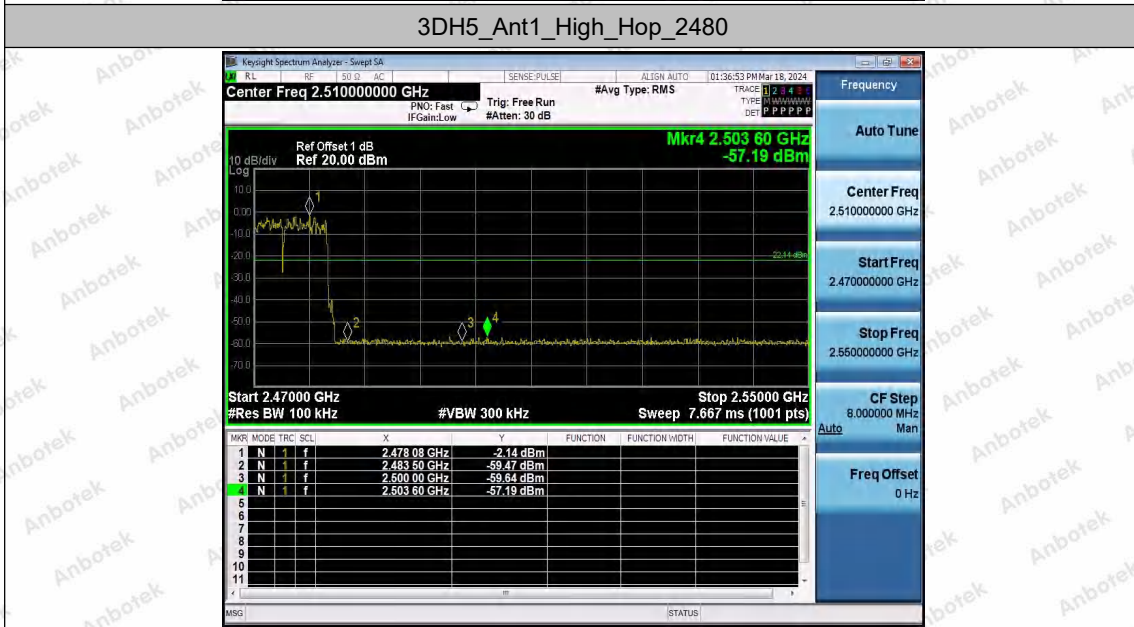 3DH5_Ant1_High_Hop_2480
Keysight Spectrum Analyzer - Swept SA
RL RF 50 Ω AC SENSE:PULSE ALIGN AUTO 01:36:53 PM Mar 18, 2024
Center Freq 2.510000000 GHz
PNO: Fast
IFGain:Low
Trig: Free Run
#Atten: 30 dB
#Avg Type: RMS
TRACE 1 2 3 4 5 6
TYPE M W W W W W
DET P P P P P P
Mkr4 2.503 60 GHz
-57.19 dBm
Ref Offset 1 dB
10 dB/div Ref 20.00 dBm
Log
10.0
0.00
-10.0
-20.0
-30.0
-40.0
-50.0
-60.0
-70.0
1
2
3
4
-22.14 dBm
Start 2.47000 GHz Stop 2.55000 GHz
#Res BW 100 kHz #VBW 300 kHz Sweep 7.667 ms (1001 pts)
MKR MODE TRC SCL X Y FUNCTION FUNCTION WIDTH FUNCTION VALUE
1 N 1 f 2.478 08 GHz -2.14 dBm
2 N 1 f 2.483 50 GHz -59.47 dBm
3 N 1 f 2.500 00 GHz -59.64 dBm
4 N 1 f 2.503 60 GHz -57.19 dBm
5
6
7
8
9
10
11
MSG STATUS
Frequency
Auto Tune
Center Freq
2.510000000 GHz
Start Freq
2.470000000 GHz
Stop Freq
2.550000000 GHz
CF Step
8.000000 MHz
Auto Man
Freq Offset
0 Hz
Anbotek